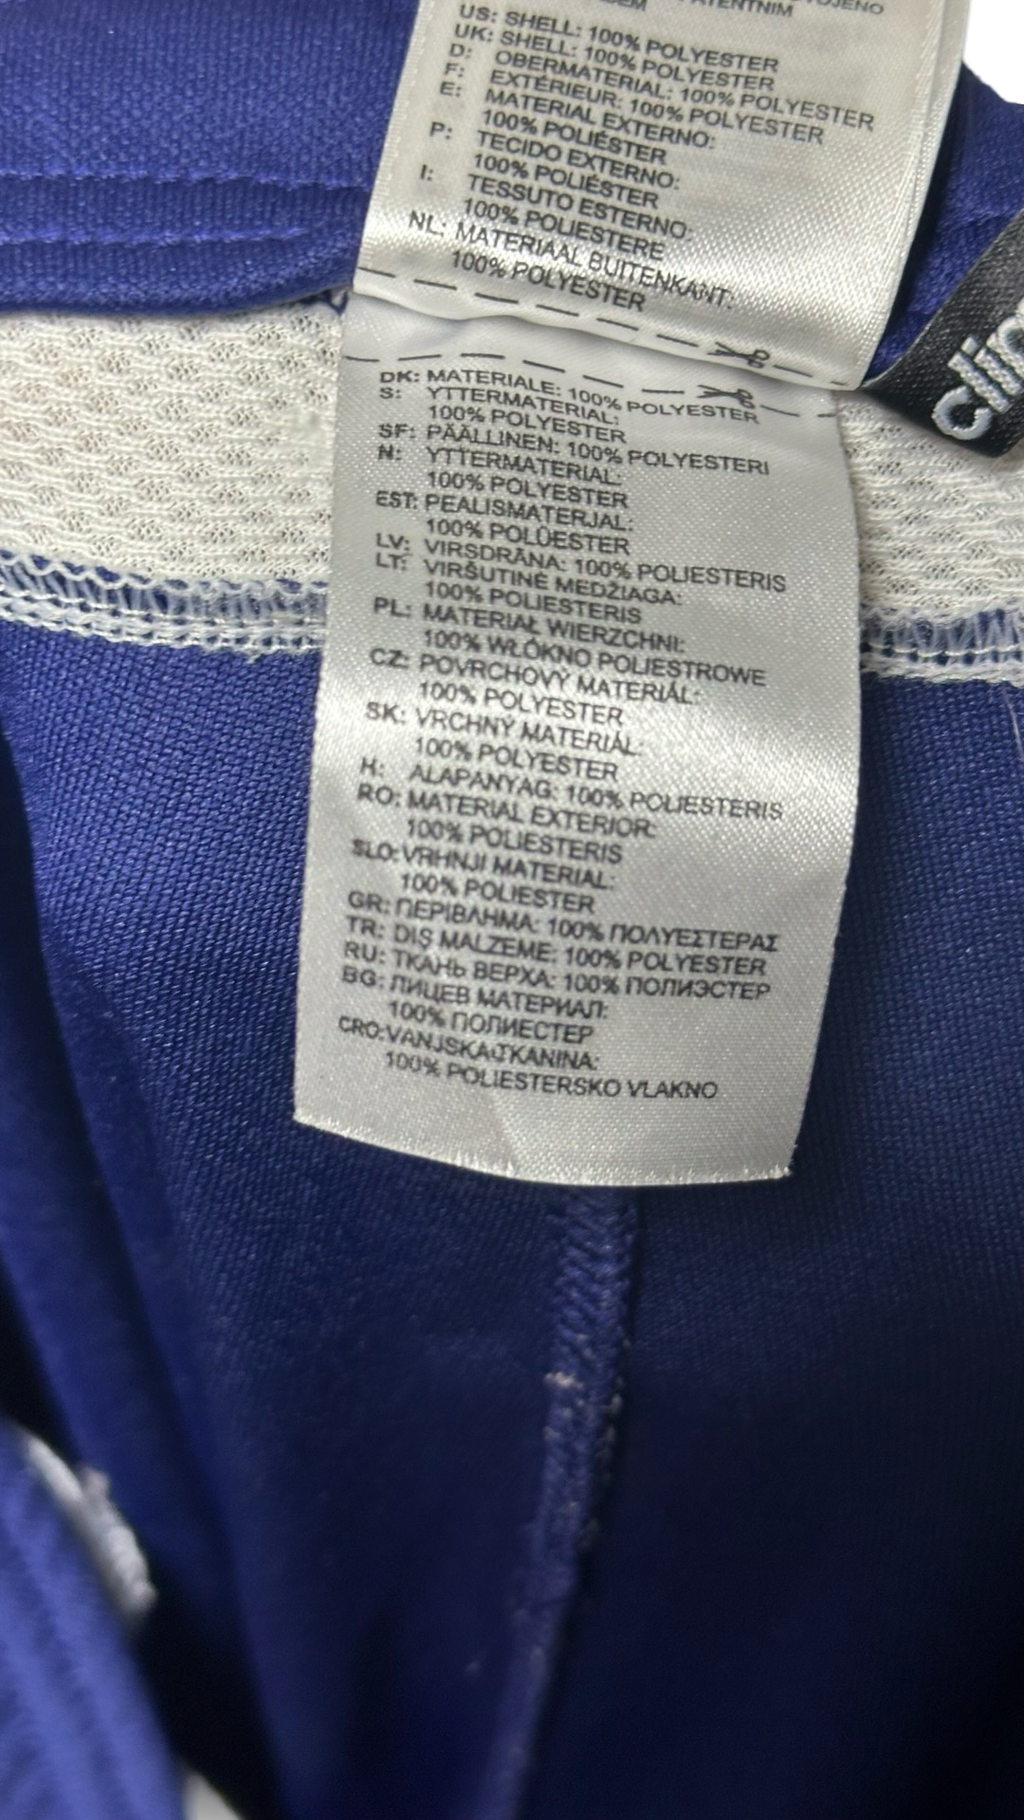 PATENTNIM
US: SHELL: 100% POLYESTER
UK: SHELL: 100% POLYESTER
D: OBERMATERIAL: 100% POLYESTER
F: EXTÉRIEUR: 100% POLYESTER
E: MATERIAL EXTERNO:
100% POLIÉSTER
P: TECIDO EXTERNO:
100% POLIÉSTER
I: TESSUTO ESTERNO:
100% POLIESTERE
NL: MATERIAAL BUITENKANT:
100% POLYESTER
DK: MATERIALE: 100% POLYESTER
S: YTTERMATERIAL:
100% POLYESTER
SF: PÄÄLLINEN: 100% POLYESTERI
N: YTTERMATERIAL:
100% POLYESTER
EST: PEALISMATERJAL:
100% POLÜESTER
LV: VIRSDRĀNA: 100% POLIESTERIS
LT: VIRŠUTINĖ MEDŽIAGA:
100% POLIESTERIS
PL: MATERIAŁ WIERZCHNI:
100% WŁÓKNO POLIESTROWE
CZ: POVRCHOVÝ MATERIÁL:
100% POLYESTER
SK: VRCHNÝ MATERIÁL:
100% POLYESTER
H: ALAPANYAG: 100% POLIESTERIS
RO: MATERIAL EXTERIOR:
100% POLIESTERIS
SLO: VRHNJI MATERIAL:
100% POLIESTER
GR: ΠΕΡΙΒΛΗΜΑ: 100% ΠΟΛΥΕΣΤΕΡΑΣ
TR: DIŞ MALZEME: 100% POLYESTER
RU: ТКАНЬ ВЕРХА: 100% ПОЛИЭСТЕР
BG: ЛИЦЕВ МАТЕРИАЛ:
100% ПОЛИЕСТЕР
CRO: VANJSKA TKANINA:
100% POLIESTERSKO VLAKNO